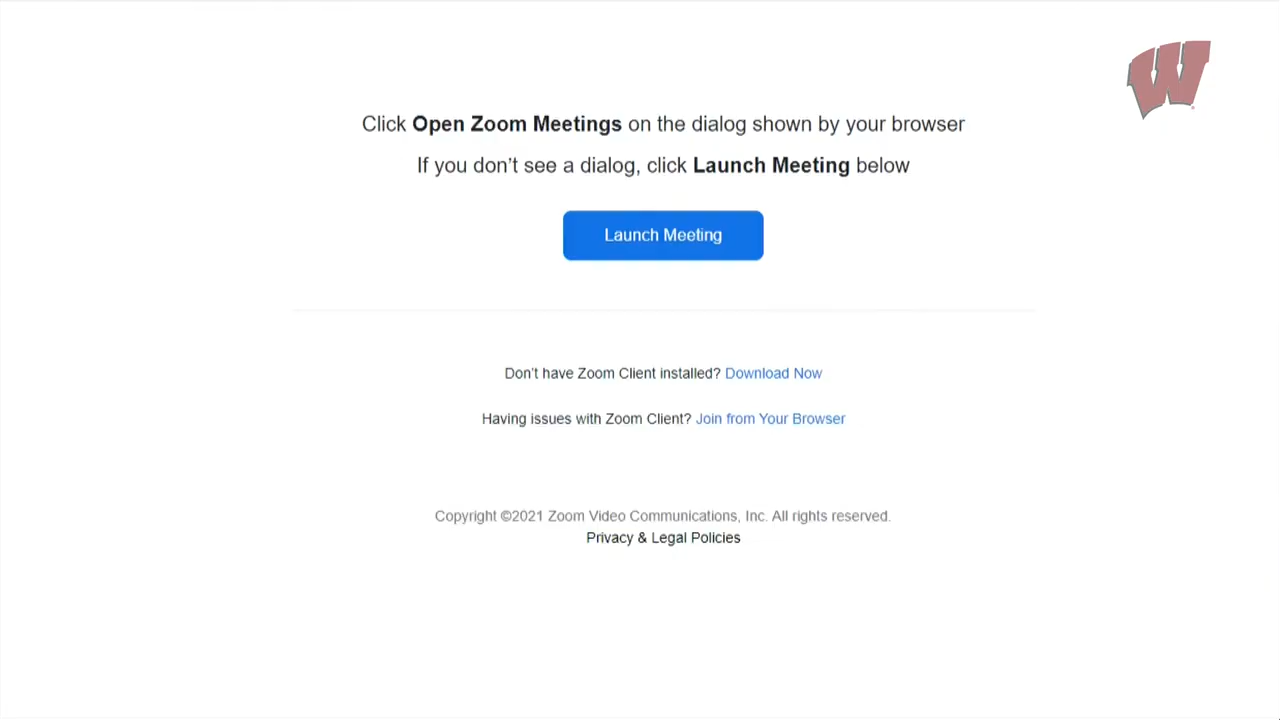 W
Click Open Zoom Meetings on the dialog shown by your browser
If you don’t see a dialog, click Launch Meeting below
Launch Meeting
Don’t have Zoom Client installed? Download Now
Having issues with Zoom Client? Join from Your Browser
Copyright ©2021 Zoom Video Communications, Inc. All rights reserved.
Privacy & Legal Policies